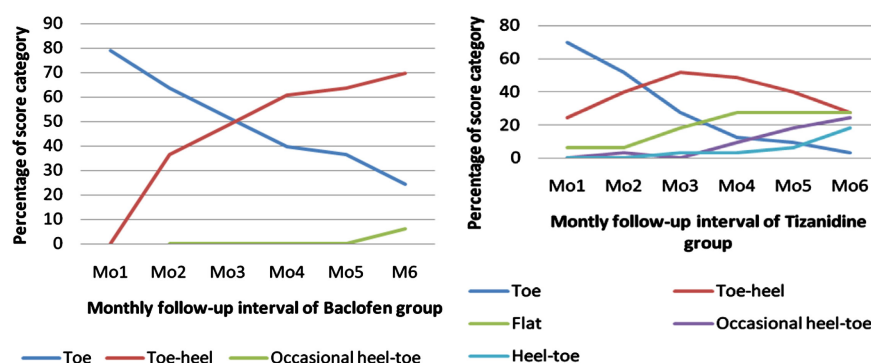 Percentage of score category
90
80
70
60
50
40
30
20
10
0
Mo1 Mo2 Mo3 Mo4 Mo5 M6
Monthly follow-up interval of Baclofen group
Toe Toe-heel Occasional heel-toe
Percentage of score category
80
60
40
20
0
Mo1 Mo2 Mo3 Mo4 Mo5 Mo6
Montly follow-up interval of Tizanidine
group
Toe Toe-heel
Flat Occasional heel-toe
Heel-toe